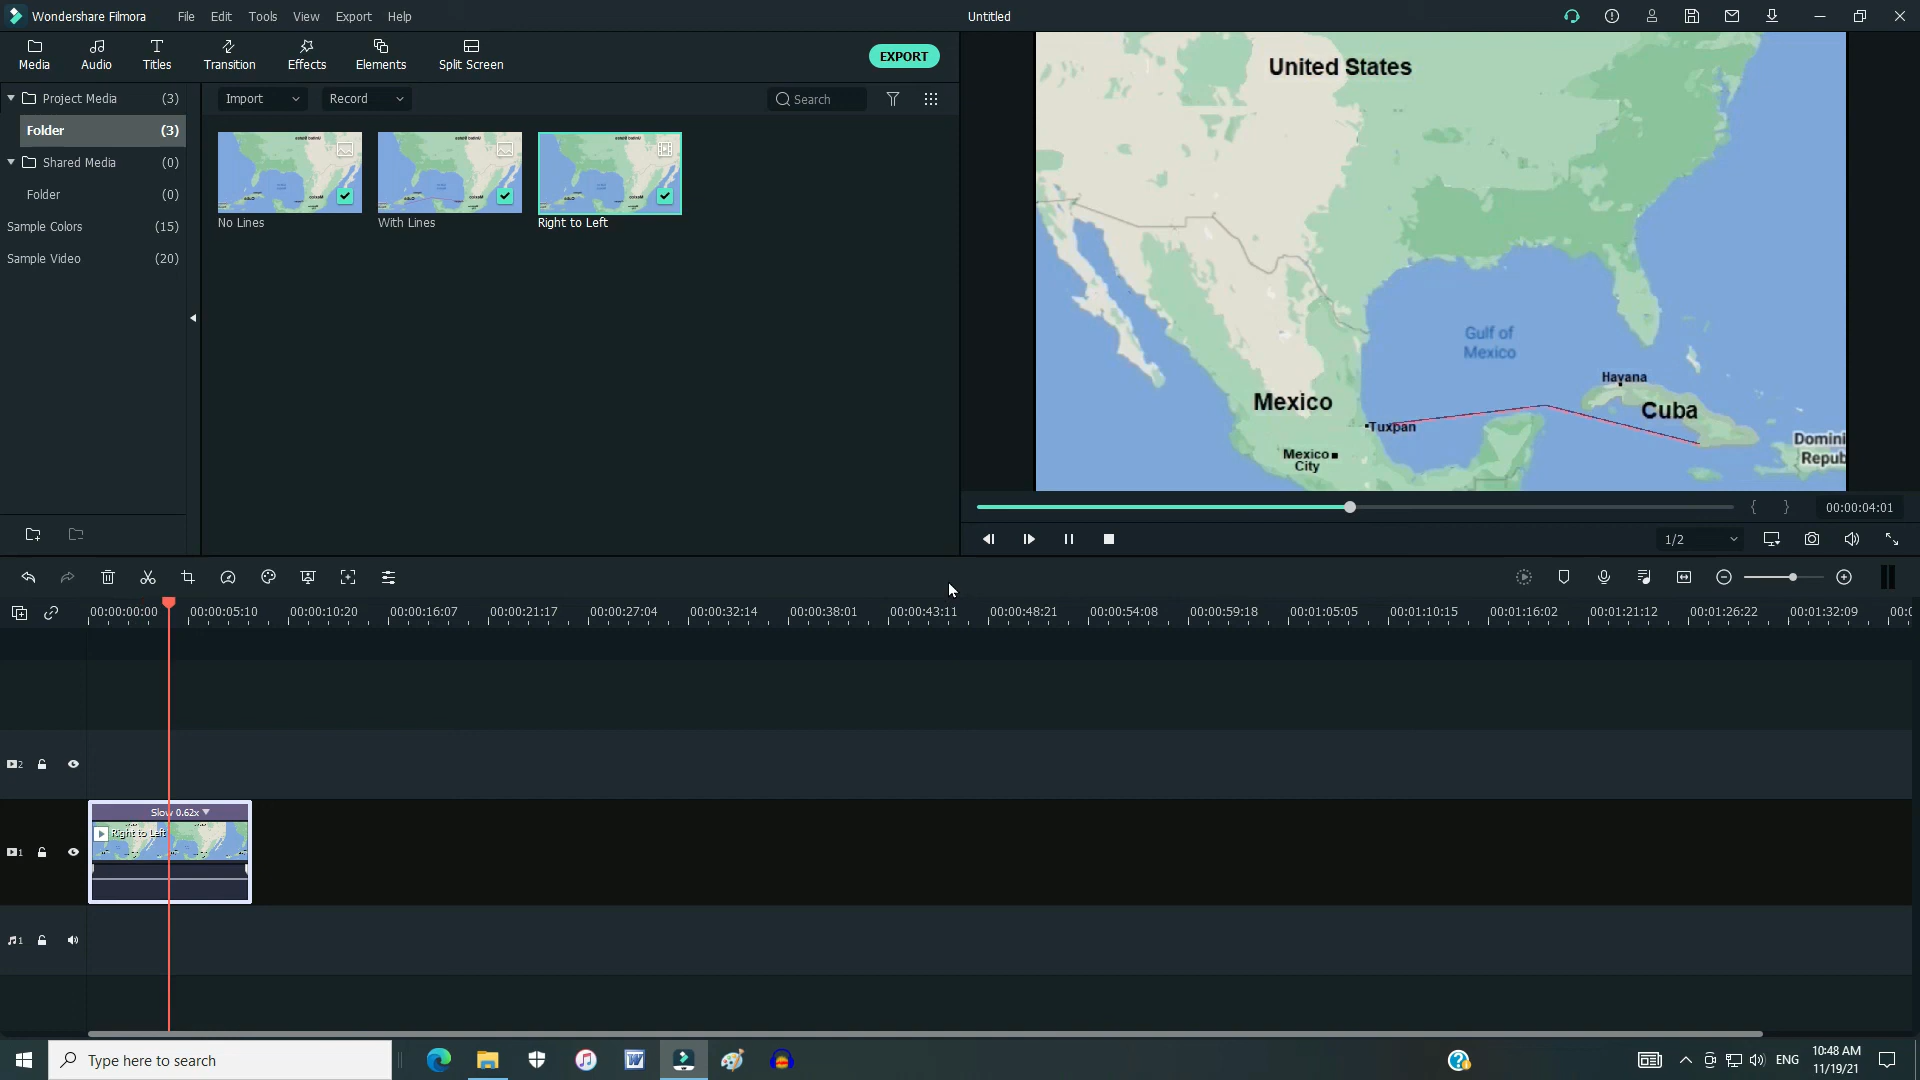 Wondershare Filmora File Edit Tools View Export Help Untitled
Media Audio Titles Transition Effects Elements Split Screen EXPORT
Project Media (3) Import Record Search
Folder (3)
Shared Media (0)
Folder (0)
Sample Colors (15)
Sample Video (20)
No Lines With Lines Right to Left
United States
Gulf of
Mexico
Havana
Mexico
Cuba
Tuxpan
Mexico
City
Domini
Repub
{ } 00:00:04:01
1/2
00:00:00:00 00:00:05:10 00:00:10:20 00:00:16:07 00:00:21:17 00:00:27:04 00:00:32:14 00:00:38:01 00:00:43:11 00:00:48:21 00:00:54:08 00:00:59:18 00:01:05:05 00:01:10:15 00:01:16:02 00:01:21:12 00:01:26:22 00:01:32:09
2
Slow 0.62x
Right to Left
1
1
Type here to search
ENG
10:48 AM
11/19/21